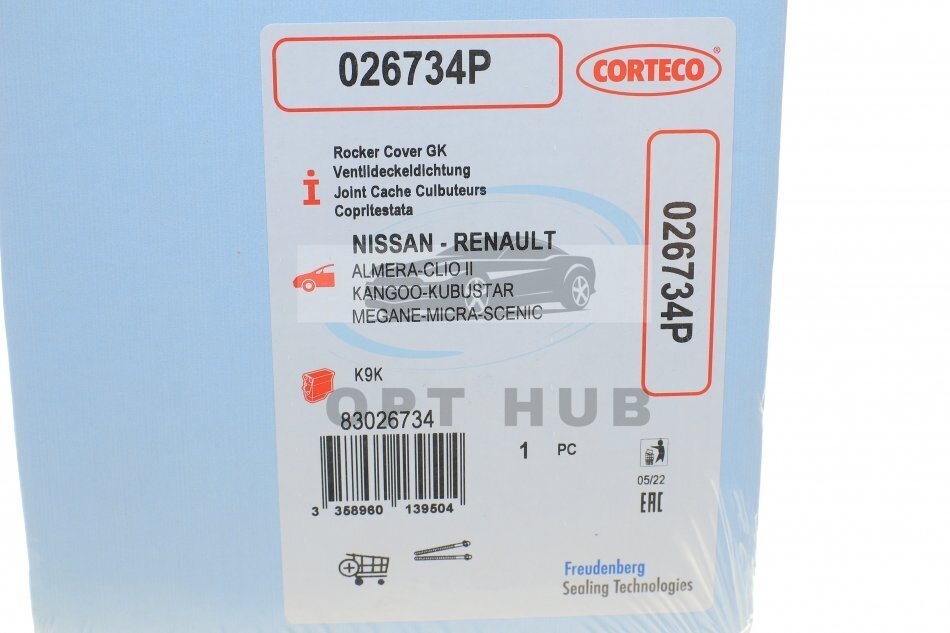 026734P
CORTECO®
Rocker Cover GK
Ventildeckeldichtung
Joint Cache Culbuteurs
Copritestata
NISSAN - RENAULT
ALMERA-CLIO II
KANGOO-KUBUSTAR
MEGANE-MICRA-SCENIC
026734P
K9K
OPT HUB
83026734
1 PC
3 358960 139504
05/22
EAC
Freudenberg
Sealing Technologies